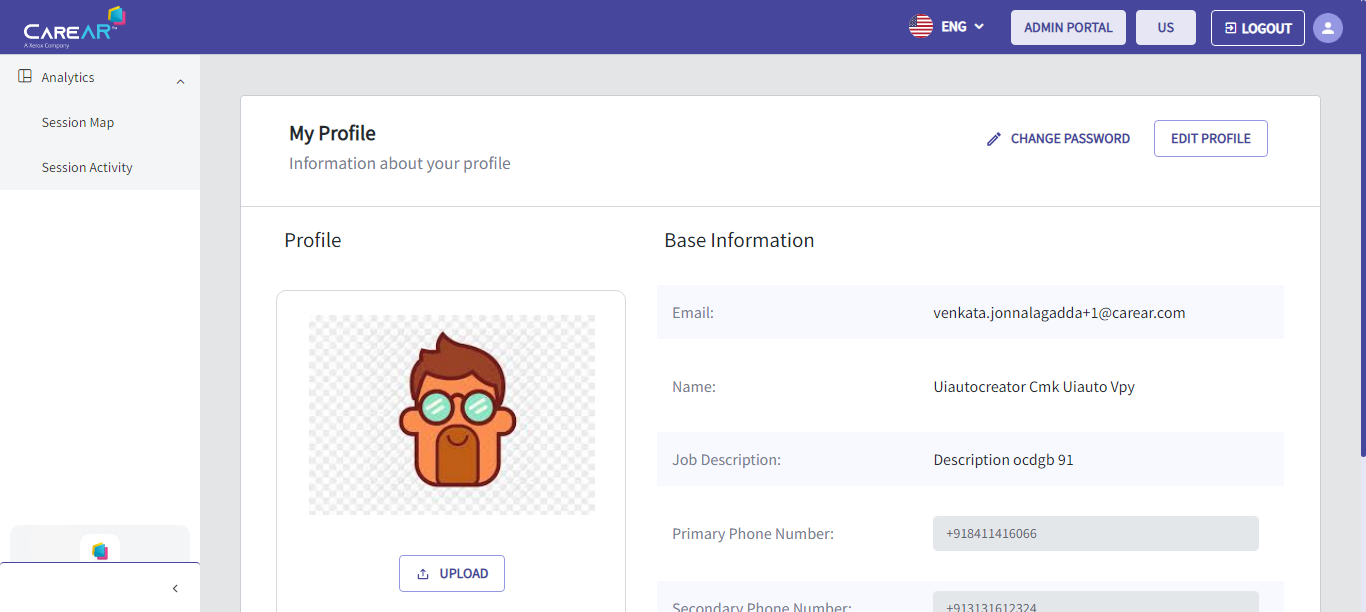 CAREAR™
A Xerox Company
ENG
ADMIN PORTAL
US
LOGOUT
Analytics
Session Map
Session Activity
My Profile
Information about your profile
CHANGE PASSWORD
EDIT PROFILE
Profile
Base Information
Email:
venkata.jonnalagadda+1@carear.com
Name:
Uiautocreator Cmk Uiauto Vpy
Job Description:
Description ocdgb 91
Primary Phone Number:
+918411416066
UPLOAD
Secondary Phone Number:
+913131612324